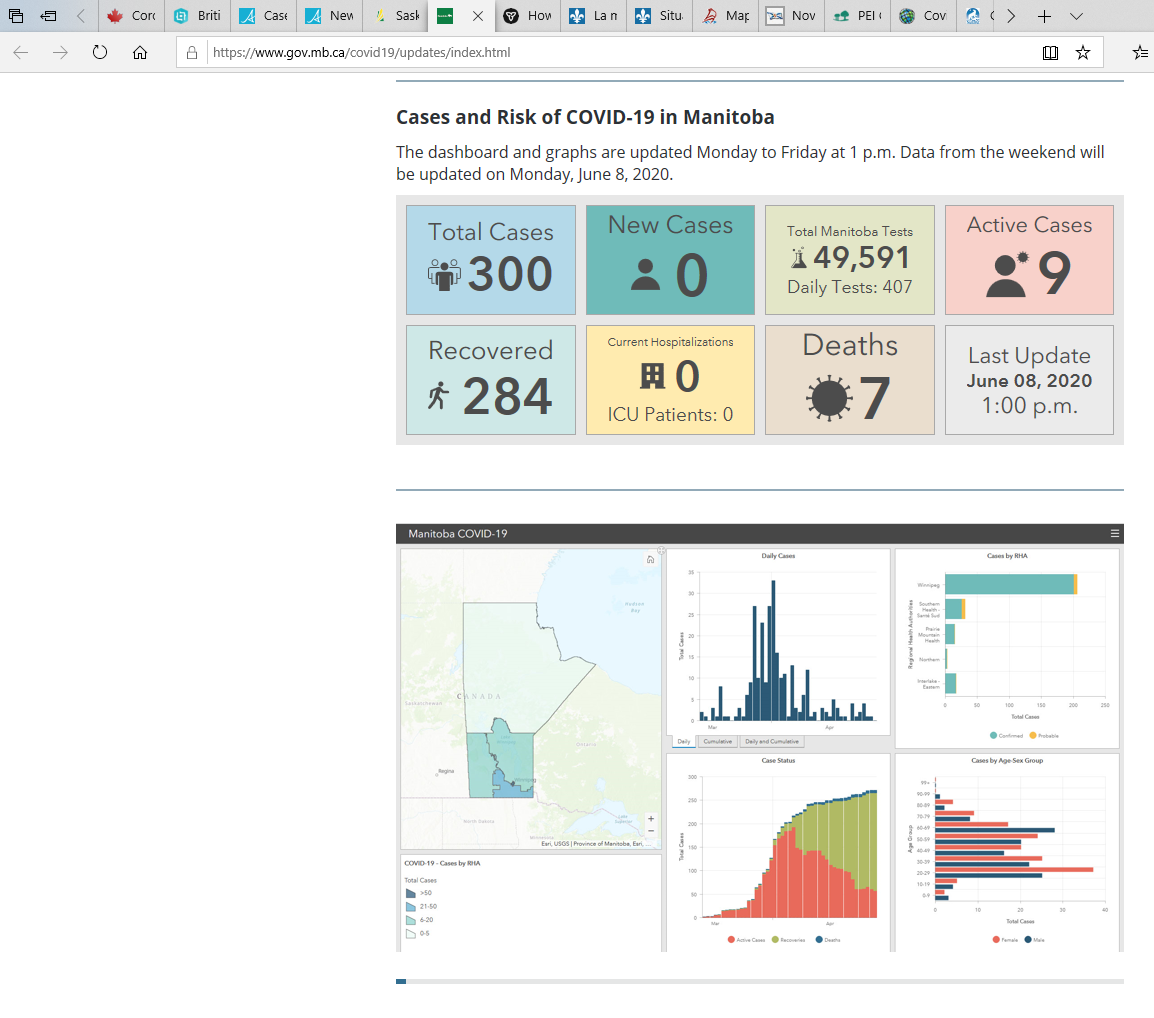 Corc
Briti
Case
New
Sask
How
La m
Situ
Map
Nov
PEI
Cov
https://www.gov.mb.ca/covid19/updates/index.html
Cases and Risk of COVID-19 in Manitoba
The dashboard and graphs are updated Monday to Friday at 1 p.m. Data from the weekend will
be updated on Monday, June 8, 2020.
Total Cases
300
New Cases
0
Total Manitoba Tests
49,591
Daily Tests: 407
Active Cases
9
Recovered
284
Current Hospitalizations
0
ICU Patients: 0
Deaths
7
Last Update
June 08, 2020
1:00 p.m.
Manitoba COVID-19
Hudson
Bay
CANADA
Saskatchewan
Ontario
Regina
Winnipeg
North Dakota
Minnesota
Lake
Superior
+
−
Esri, USGS | Province of Manitoba, Esri, ...
COVID-19 - Cases by RHA
Total Cases
>50
21-50
6-20
0-5
Daily Cases
Total Cases
35
30
25
20
15
10
5
0
Mar
Apr
Daily
Cumulative
Daily and Cumulative
Cases by RHA
Regional Health Authorities
Winnipeg
Southern
Health -
Santé Sud
Prairie
Mountain
Health
Northern
Interlake -
Eastern
0 50 100 150 200 250
Total Cases
Confirmed Probable
Case Status
Total Cases
300
250
200
150
100
50
0
Mar
Apr
Active Cases Recoveries Deaths
Cases by Age-Sex Group
Age Group
99+
90-99
80-89
70-79
60-69
50-59
40-49
30-39
20-29
10-19
0-9
0 10 20 30 40
Total Cases
Female Male